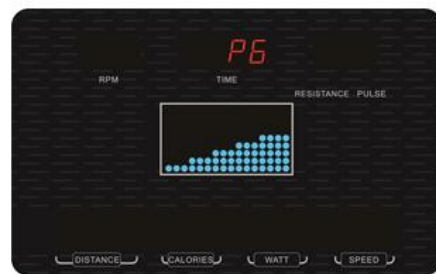 P6
RPM TIME
RESISTANCE PULSE
DISTANCE CALORIES WATT SPEED